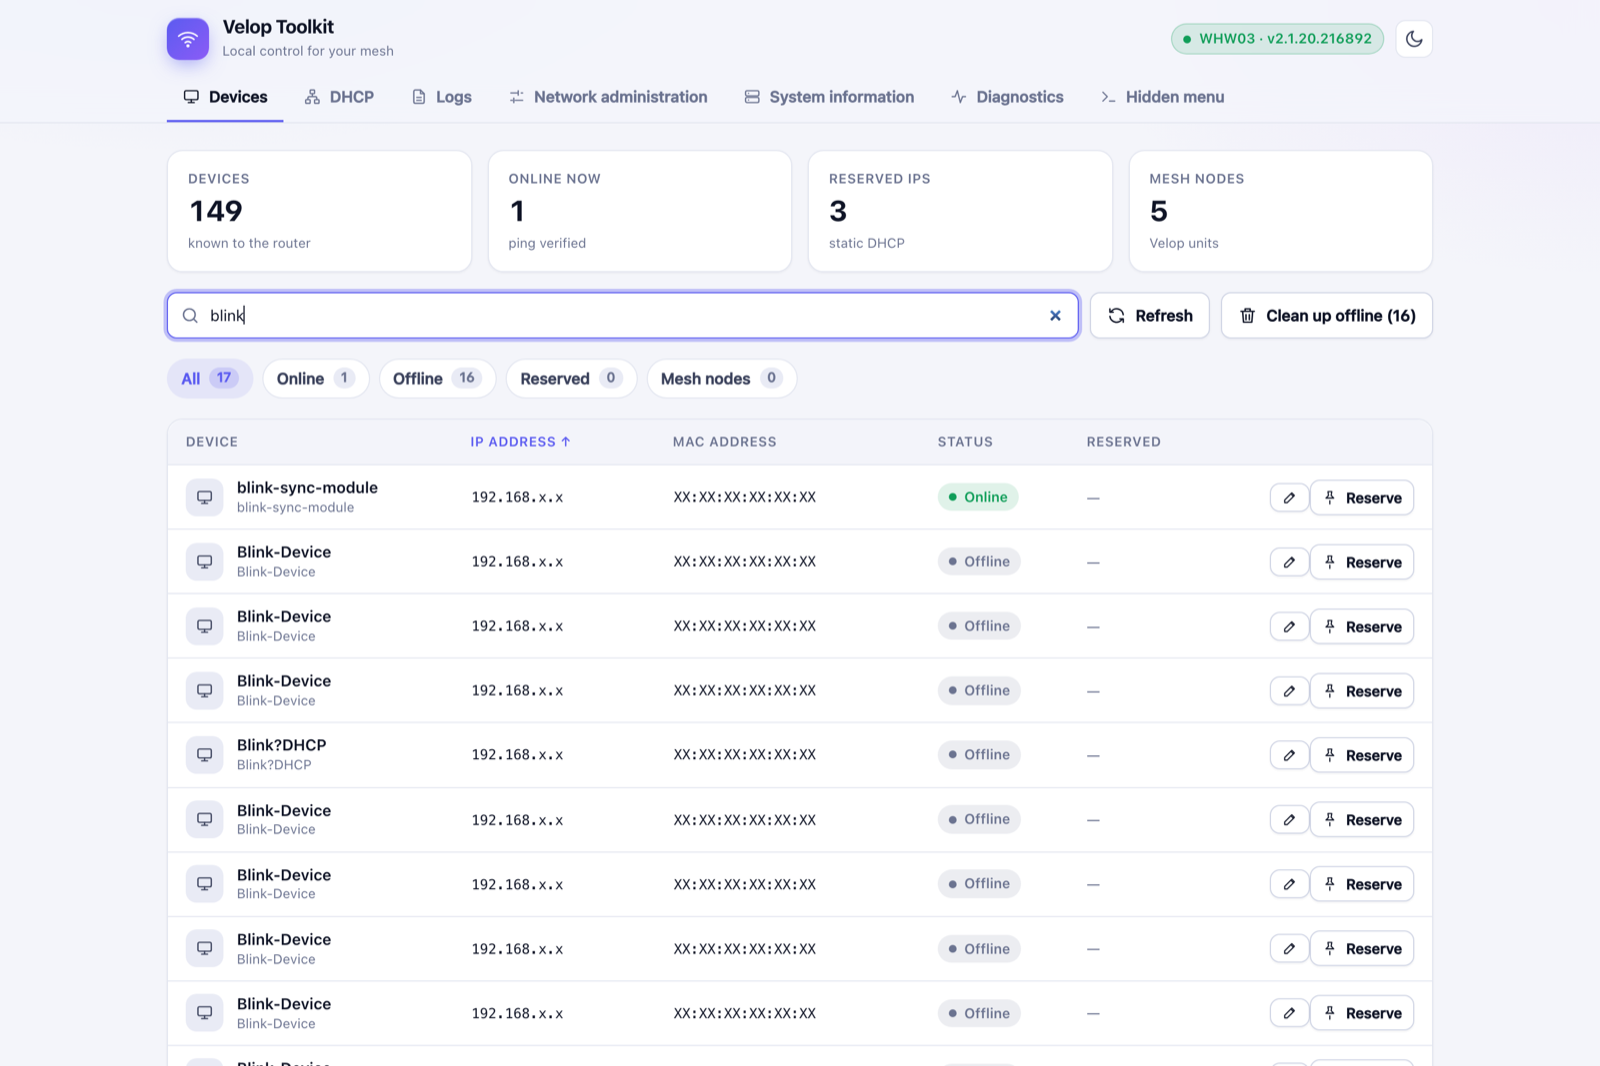 Velop Toolkit
Local control for your mesh
WHW03 · v2.1.20.216892
Devices DHCP Logs Network administration System information Diagnostics Hidden menu
DEVICES ONLINE NOW RESERVED IPS MESH NODES
149 1 3 5
known to the router ping verified static DHCP Velop units
blink Refresh Clean up offline (16)
All 17 Online 1 Offline 16 Reserved 0 Mesh nodes 0
DEVICE IP ADDRESS ↑ MAC ADDRESS STATUS RESERVED
blink-sync-module
blink-sync-module
192.168.x.x XX:XX:XX:XX:XX:XX Online — Reserve
Blink-Device
Blink-Device
192.168.x.x XX:XX:XX:XX:XX:XX Offline — Reserve
Blink-Device
Blink-Device
192.168.x.x XX:XX:XX:XX:XX:XX Offline — Reserve
Blink-Device
Blink-Device
192.168.x.x XX:XX:XX:XX:XX:XX Offline — Reserve
Blink?DHCP
Blink?DHCP
192.168.x.x XX:XX:XX:XX:XX:XX Offline — Reserve
Blink-Device
Blink-Device
192.168.x.x XX:XX:XX:XX:XX:XX Offline — Reserve
Blink-Device
Blink-Device
192.168.x.x XX:XX:XX:XX:XX:XX Offline — Reserve
Blink-Device
Blink-Device
192.168.x.x XX:XX:XX:XX:XX:XX Offline — Reserve
Blink-Device
Blink-Device
192.168.x.x XX:XX:XX:XX:XX:XX Offline — Reserve